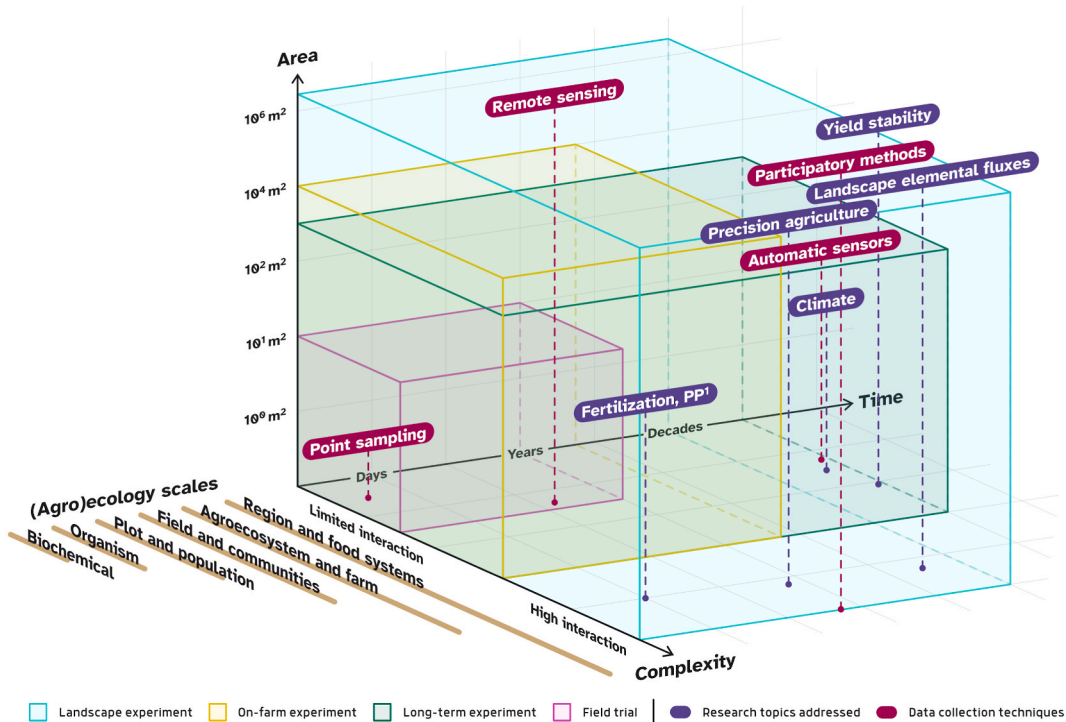 Area
10⁶ m²
10⁴ m²
10² m²
10¹ m²
10⁰ m²
Remote sensing
Yield stability
Participatory methods
Landscape elemental fluxes
Precision agriculture
Automatic sensors
Climate
Fertilization, PP¹
Point sampling
Time
Days
Years
Decades
(Agro)ecology scales
Biochemical
Organism
Plot and population
Field and communities
Agroecosystem and farm
Region and food systems
Limited interaction
High interaction
Complexity
Landscape experiment
On-farm experiment
Long-term experiment
Field trial
Research topics addressed
Data collection techniques